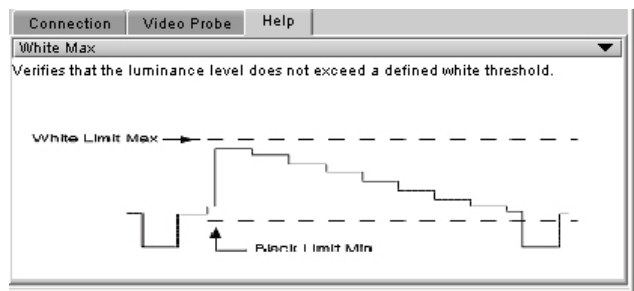 Connection Video Probe Help
White Max
Verifies that the luminance level does not exceed a defined white threshold.
White Limit Max
Black Limit Min